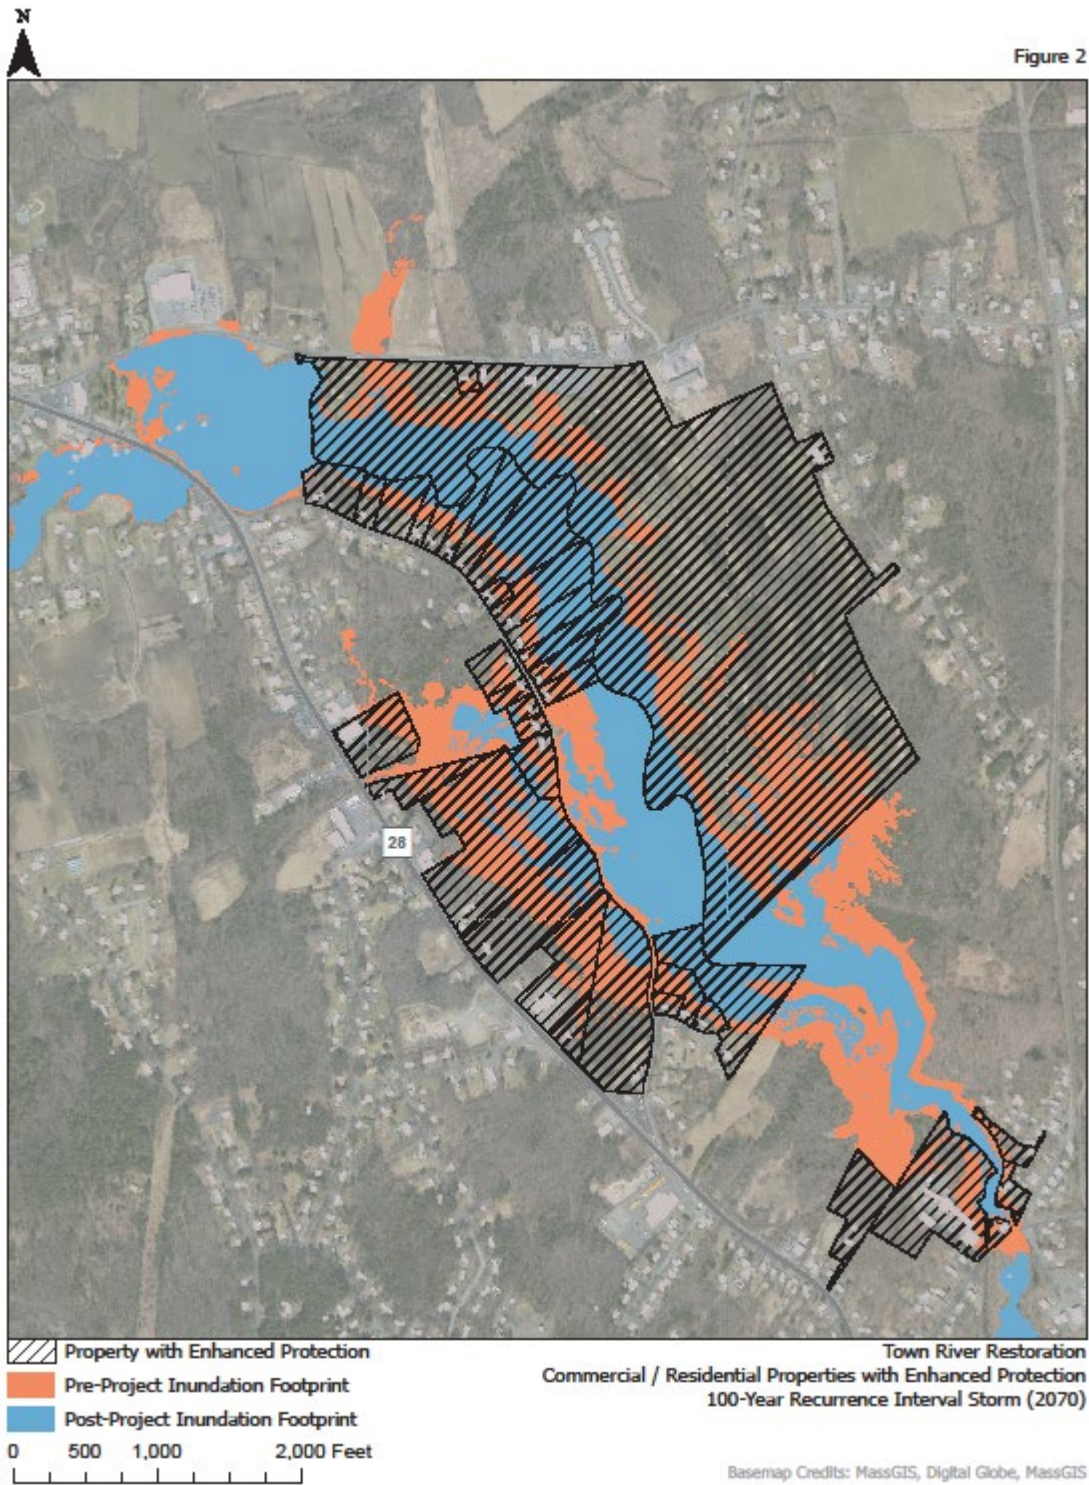 N
Figure 2
28
Property with Enhanced Protection
Pre-Project Inundation Footprint
Post-Project Inundation Footprint
0 500 1,000 2,000 Feet
Town River Restoration
Commercial / Residential Properties with Enhanced Protection
100-Year Recurrence Interval Storm (2070)
Basemap Credits: MassGIS, Digital Globe, MassGIS